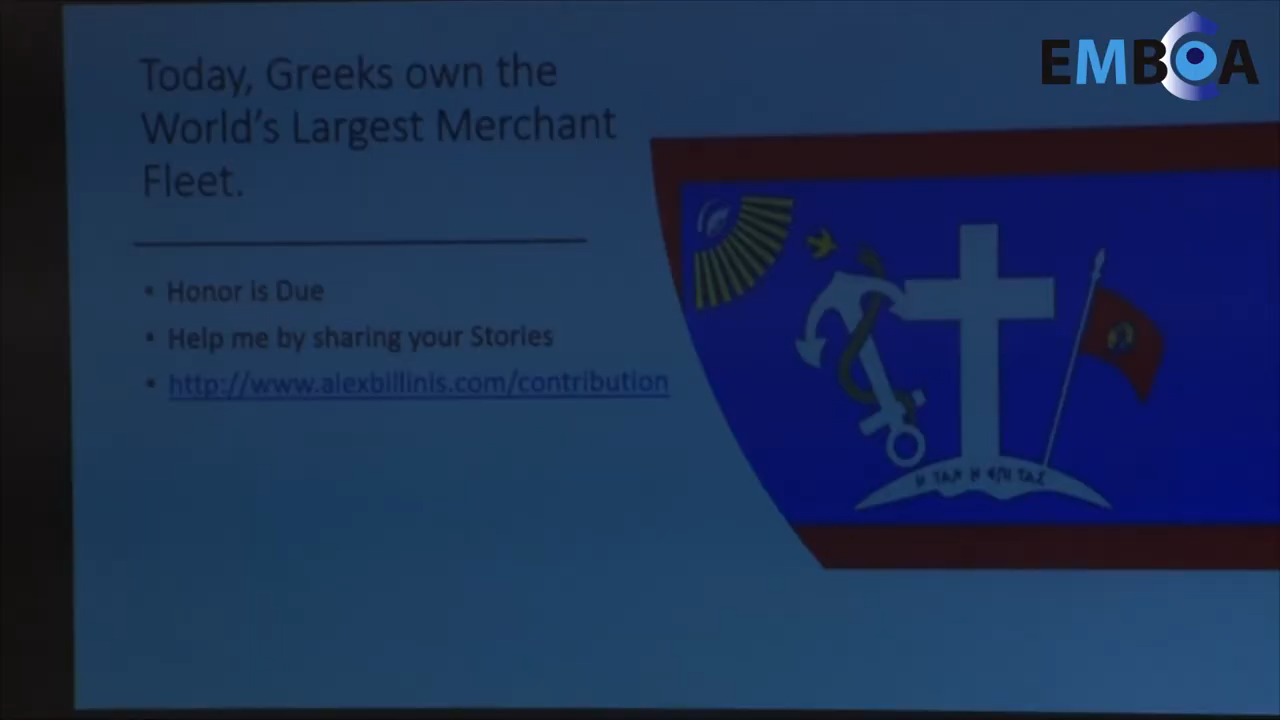 EMBCA
Today, Greeks own the
World's Largest Merchant
Fleet.
• Honor is Due
• Help me by sharing your Stories
• http://www.alexbillinis.com/contribution